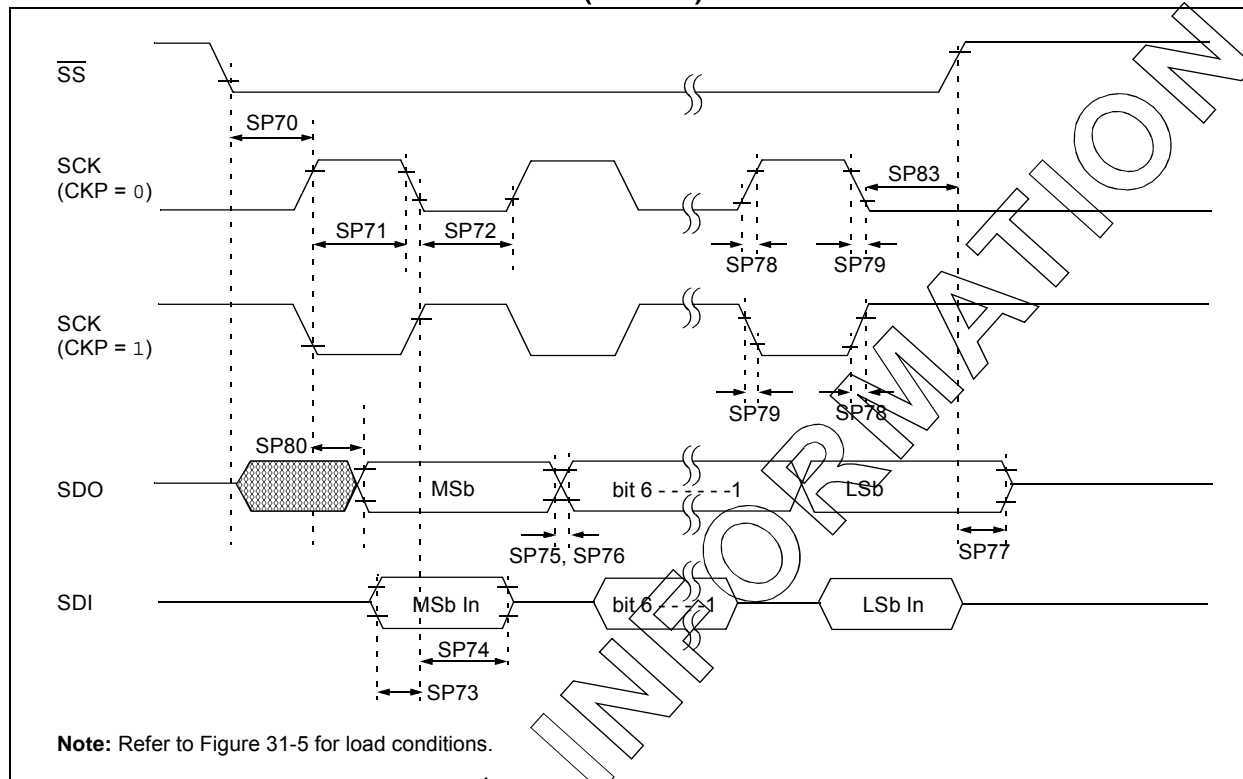 SS
SP70
SCK
(CKP = 0)
SP83
SP71
SP72
SP78
SP79
SCK
(CKP = 1)
SP79
SP78
SP80
SDO
MSb
bit 6 - - - - - -1
LSb
SP75, SP76
SP77
SDI
MSb In
bit 6 - - - -1
LSb In
SP74
SP73
Note: Refer to Figure 31-5 for load conditions.
INFORMATION